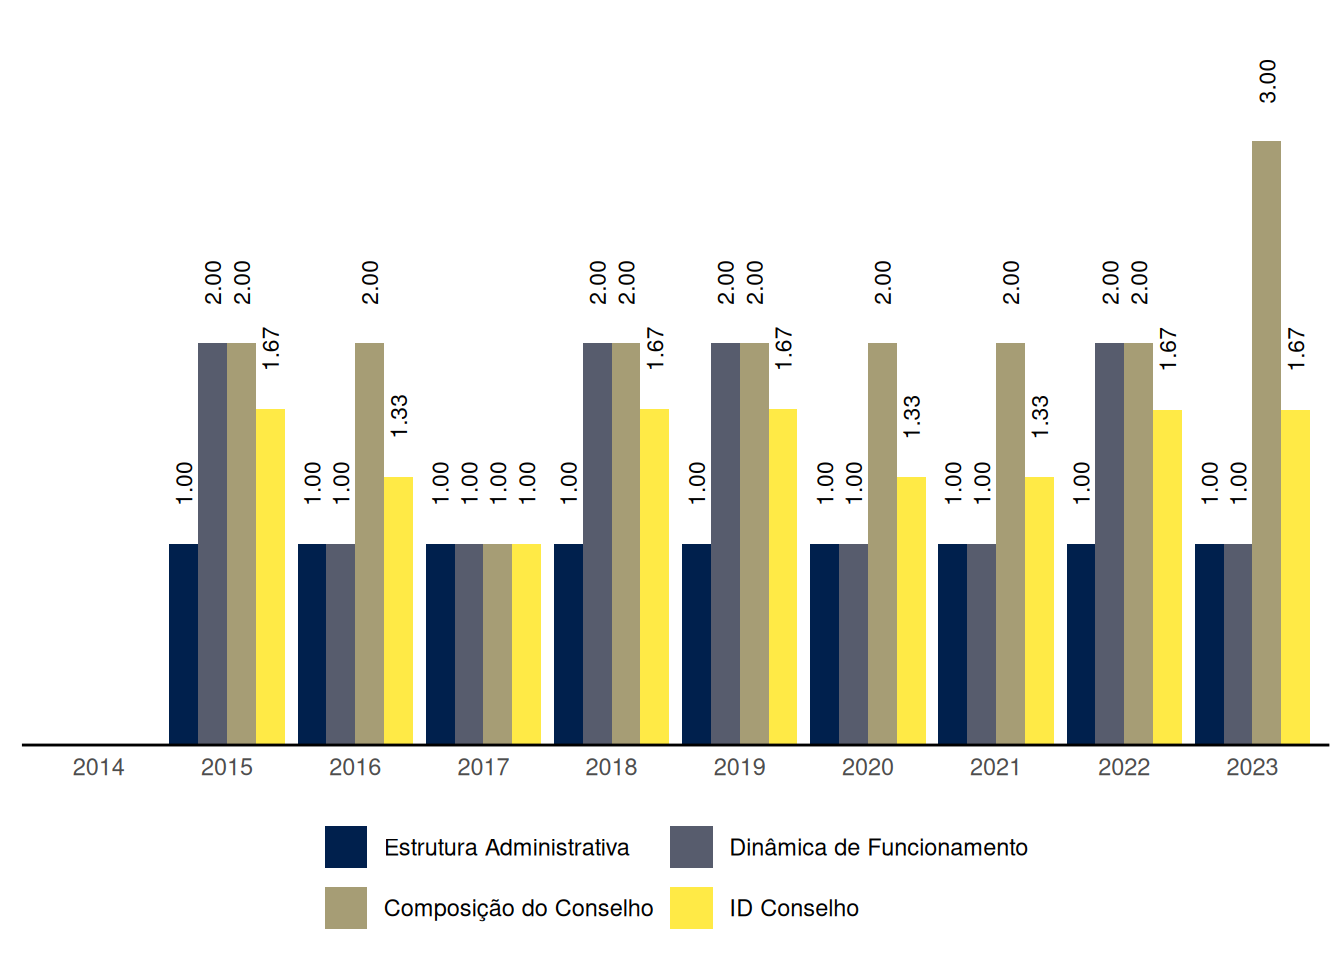 3.00
2.00 2.00 2.00 2.00 2.00 2.00 2.00 2.00 2.00 2.00 2.00
1.67 1.67 1.67 1.67 1.67
1.33 1.33 1.33
1.00 1.00 1.00 1.00 1.00 1.00 1.00 1.00 1.00 1.00 1.00 1.00 1.00 1.00 1.00 1.00
2014 2015 2016 2017 2018 2019 2020 2021 2022 2023
Estrutura Administrativa Dinâmica de Funcionamento
Composição do Conselho ID Conselho